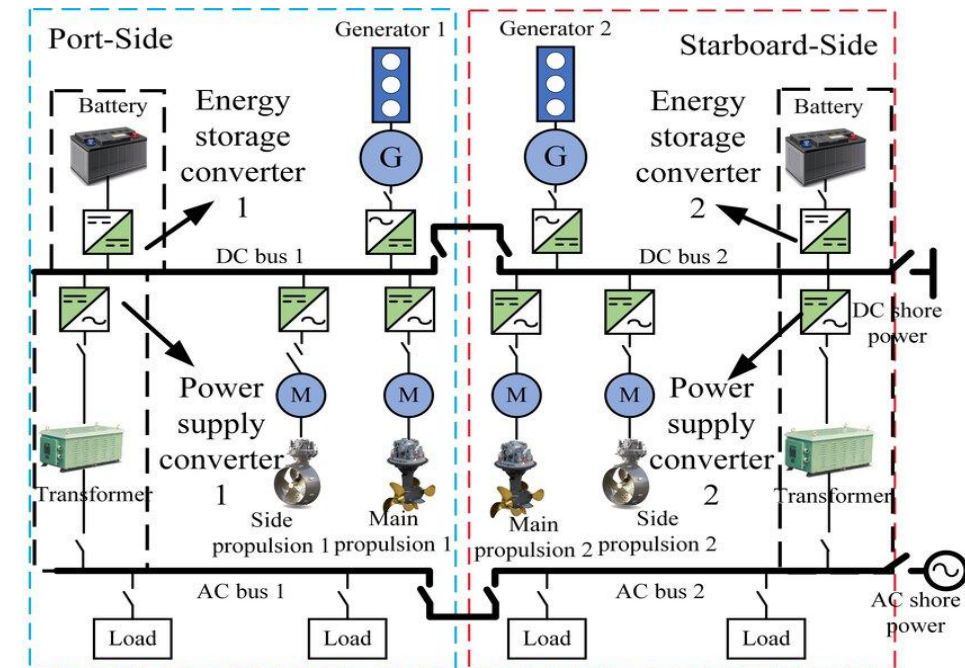 Port-Side
Generator 1
Generator 2
Starboard-Side
Battery
Energy
storage
converter
1
G
G
Energy
storage
converter
2
Battery
DC bus 1
DC bus 2
DC shore
power
Power
supply
converter
1
M
M
M
M
Power
supply
converter
2
Transformer
Side
propulsion 1
Main
propulsion 1
Main
propulsion 2
Side
propulsion 2
Transformer
AC bus 1
AC bus 2
AC shore
power
Load
Load
Load
Load